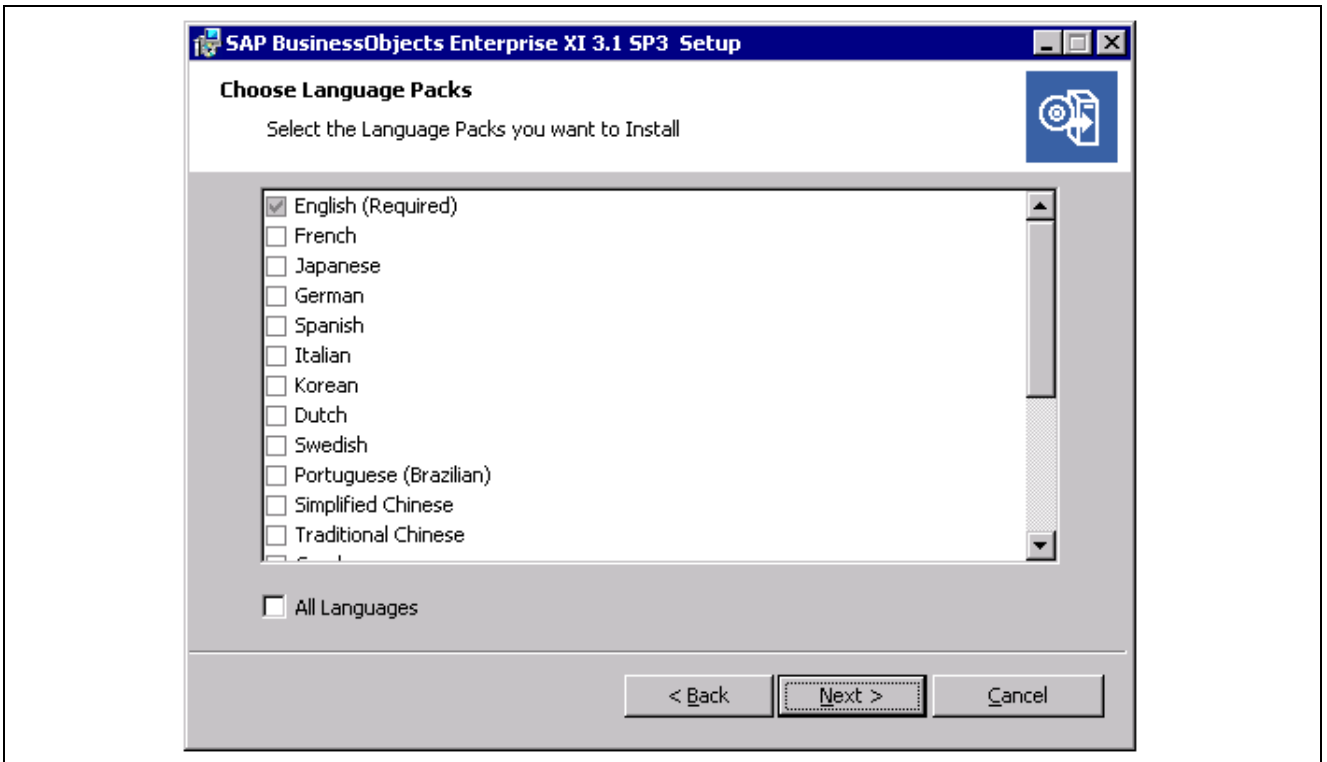 SAP BusinessObjects Enterprise XI 3.1 SP3 Setup
Choose Language Packs
Select the Language Packs you want to Install
English (Required)
French
Japanese
German
Spanish
Italian
Korean
Dutch
Swedish
Portuguese (Brazilian)
Simplified Chinese
Traditional Chinese
All Languages
< Back
Next >
Cancel